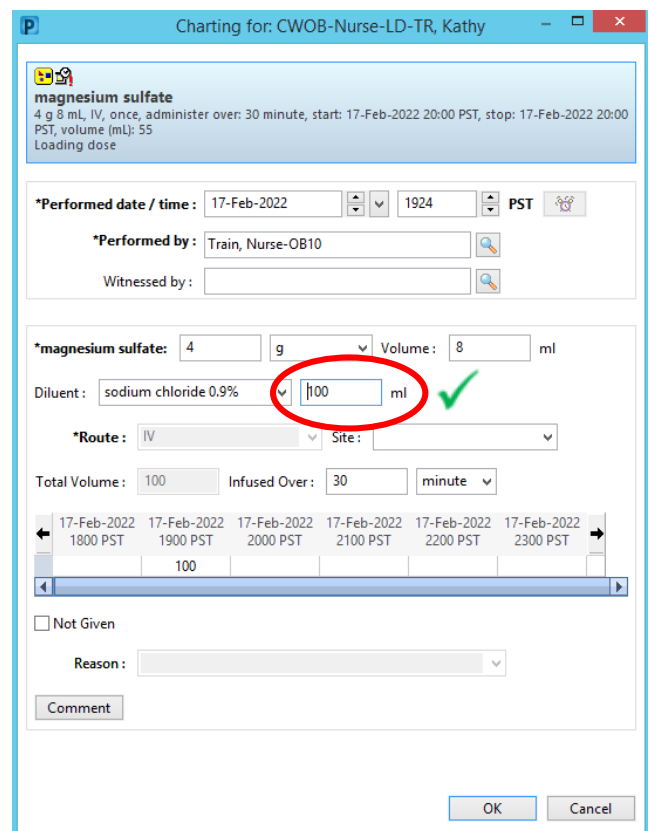 P Charting for: CWOB-Nurse-LD-TR, Kathy
magnesium sulfate
4 g 8 mL, IV, once, administer over: 30 minute, start: 17-Feb-2022 20:00 PST, stop: 17-Feb-2022 20:00
PST, volume (mL): 55
Loading dose
*Performed date / time : 17-Feb-2022 1924 PST
*Performed by : Train, Nurse-OB10
Witnessed by :
*magnesium sulfate: 4 g Volume : 8 ml
Diluent : sodium chloride 0.9% 100 ml
*Route : IV Site :
Total Volume : 100 Infused Over : 30 minute
17-Feb-2022 17-Feb-2022 17-Feb-2022 17-Feb-2022 17-Feb-2022 17-Feb-2022
1800 PST 1900 PST 2000 PST 2100 PST 2200 PST 2300 PST
100
Not Given
Reason :
Comment
OK Cancel